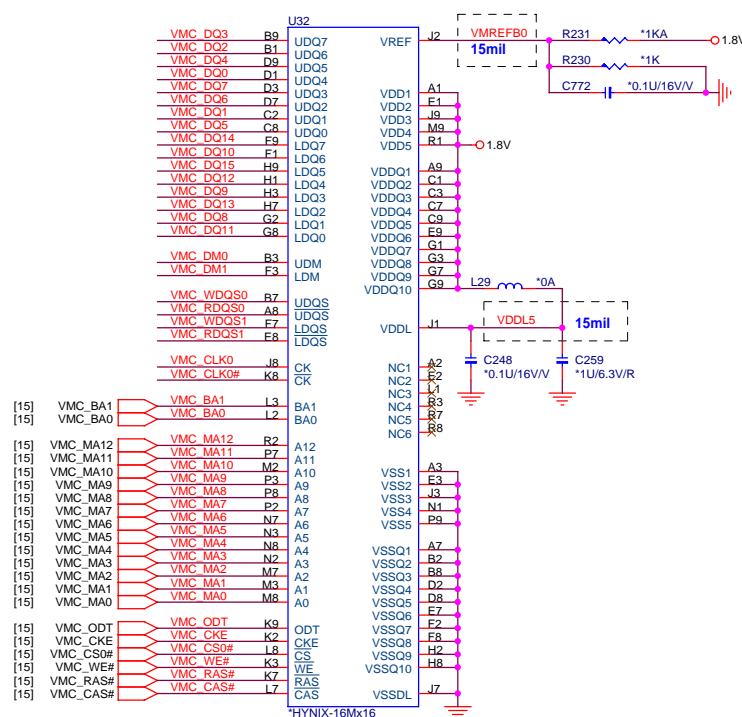 U32
VMC_DQ3 B9 UDQ7 VREF J2 VMREFB0 R231 *1KA 1.8V
VMC_DQ2 B1 UDQ6 15mil
VMC_DQ4 D9 UDQ5 R230 *1K
VMC_DQ0 D1 UDQ4
VMC_DQ7 D3 UDQ3 VDD1 A1 C772 *0.1U/16V/V
VMC_DQ6 D7 UDQ2 VDD2 E1
VMC_DQ1 C2 UDQ1 VDD3 J9
VMC_DQ5 C8 UDQ0 VDD4 M9
VMC_DQ14 F9 LDQ7 VDD5 R1 1.8V
VMC_DQ10 F1 LDQ6
VMC_DQ15 H9 LDQ5 VDDQ1 A9
VMC_DQ12 H1 LDQ4 VDDQ2 C1
VMC_DQ9 H3 LDQ3 VDDQ3 C3
VMC_DQ13 H7 LDQ2 VDDQ4 C7
VMC_DQ8 G2 LDQ1 VDDQ5 C9
VMC_DQ11 G8 LDQ0 VDDQ6 E9
VDDQ7 G1
VMC_DM0 B3 UDM VDDQ8 G3
VMC_DM1 F3 LDM VDDQ9 G7
VDDQ10 G9 L29 *0A
VMC_WDQS0 B7 UDQS
VMC_RDQS0 A8 UDQS
VMC_WDQS1 F7 LDQS VDDL J1 VDDL5 15mil
VMC_RDQS1 E8 LDQS
VMC_CLK0 J8 CK NC1 A2 C248 C259
VMC_CLK0# K8 CK NC2 E2 *0.1U/16V/V *1U/6.3V/R
NC3 L1
[15] VMC_BA1 VMC_BA1 L3 BA1 NC4 R3
[15] VMC_BA0 VMC_BA0 L2 BA0 NC5 R7
NC6 R8
[15] VMC_MA12 VMC_MA12 R2 A12
[15] VMC_MA11 VMC_MA11 P7 A11
[15] VMC_MA10 VMC_MA10 M2 A10 VSS1 A3
[15] VMC_MA9 VMC_MA9 P3 A9 VSS2 E3
[15] VMC_MA8 VMC_MA8 P8 A8 VSS3 J3
[15] VMC_MA7 VMC_MA7 P2 A7 VSS4 N1
[15] VMC_MA6 VMC_MA6 N7 A6 VSS5 P9
[15] VMC_MA5 VMC_MA5 N3 A5
[15] VMC_MA4 VMC_MA4 N8 A4 VSSQ1 A7
[15] VMC_MA3 VMC_MA3 N2 A3 VSSQ2 B2
[15] VMC_MA2 VMC_MA2 M7 A2 VSSQ3 B8
[15] VMC_MA1 VMC_MA1 M3 A1 VSSQ4 D2
[15] VMC_MA0 VMC_MA0 M8 A0 VSSQ5 D8
VSSQ6 E7
[15] VMC_ODT VMC_ODT K9 ODT VSSQ7 F2
[15] VMC_CKE VMC_CKE K2 CKE VSSQ8 F8
[15] VMC_CS0# VMC_CS0# L8 CS VSSQ9 H2
[15] VMC_WE# VMC_WE# K3 WE VSSQ10 H8
[15] VMC_RAS# VMC_RAS# K7 RAS
[15] VMC_CAS# VMC_CAS# L7 CAS VSSDL J7
*HYNIX-16Mx16